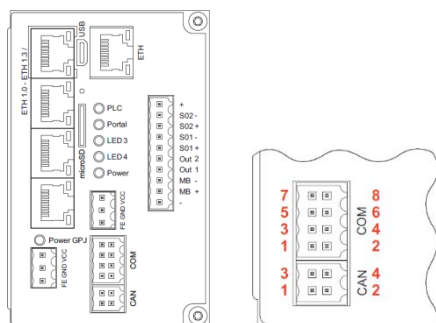 ETH 1.0 - ETH 1.3 /
USB
ETH
microSD
PLC
Portal
LED 3
LED 4
Power
+
S02 -
S02 +
S01 -
S01 +
Out 2
Out 1
MB -
MB +
-
FE GND VCC
Power GPJ
FE GND VCC
COM
CAN
7 8
5 6
3 4
1 2
COM
3 4
1 2
CAN